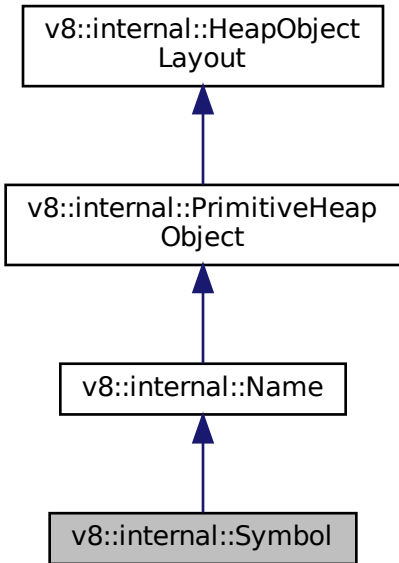 v8::internal::HeapObject
Layout
v8::internal::PrimitiveHeap
Object
v8::internal::Name
v8::internal::Symbol